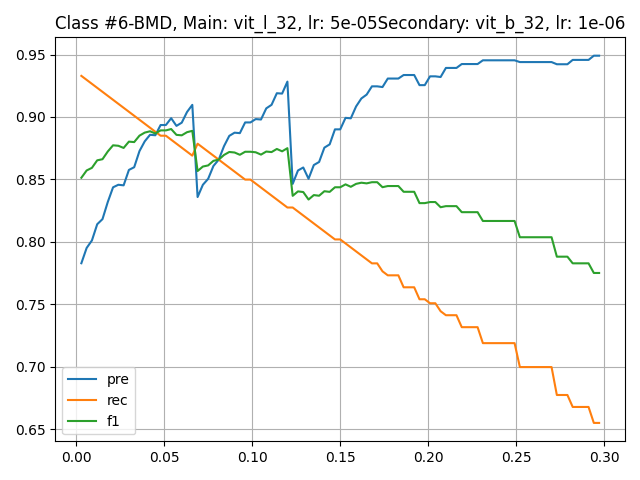 Class #6-BMD, Main: vit_l_32, lr: 5e-05Secondary: vit_b_32, lr: 1e-06
0.95
0.90
0.85
0.80
0.75
0.70
0.65
pre
rec
f1
0.00 0.05 0.10 0.15 0.20 0.25 0.30